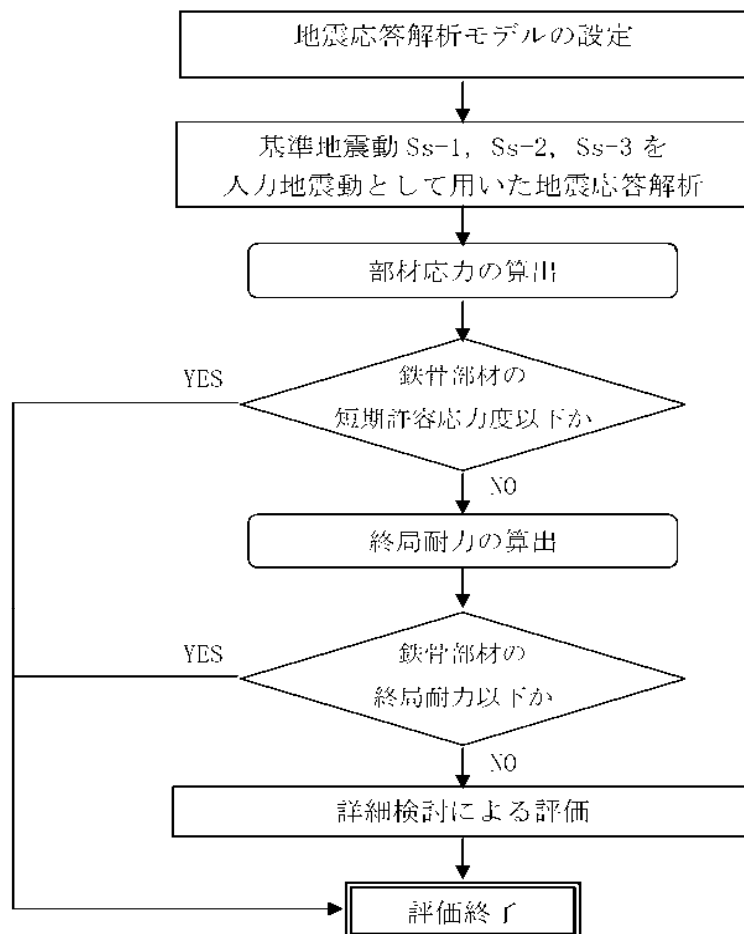 地震応答解析モデルの設定
基準地震動 Ss-1, Ss-2, Ss-3 を
入力地震動として用いた地震応答解析
部材応力の算出
YES
鉄骨部材の
短期許容応力度以下か
NO
終局耐力の算出
YES
鉄骨部材の
終局耐力以下か
NO
詳細検討による評価
評価終了